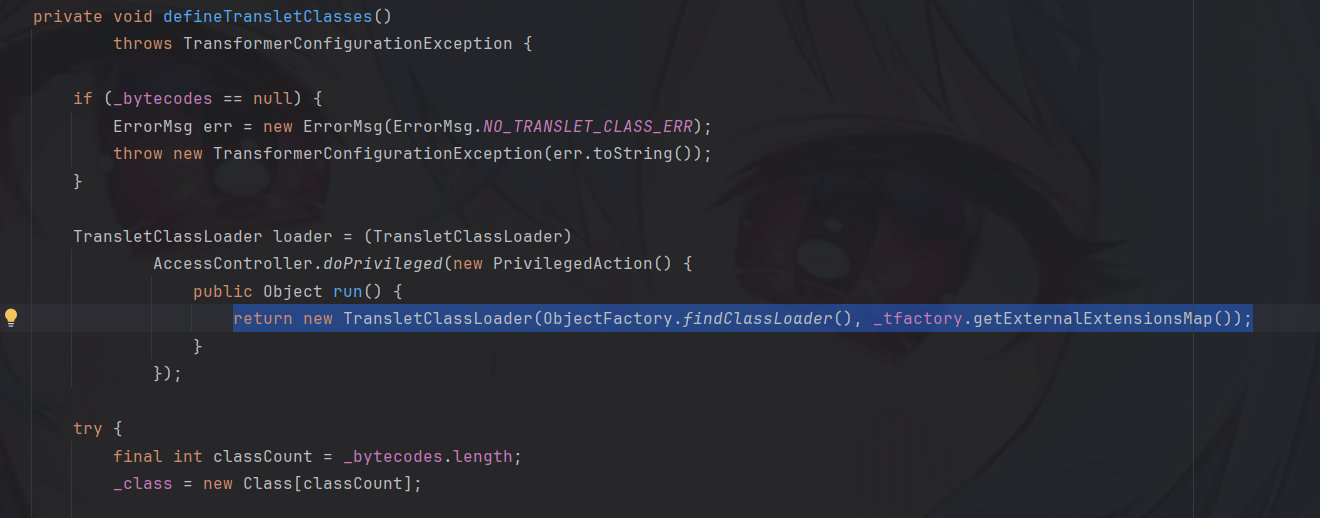 private void defineTransletClasses()
throws TransformerConfigurationException {
if (_bytecodes == null) {
ErrorMsg err = new ErrorMsg(ErrorMsg.NO_TRANSLET_CLASS_ERR);
throw new TransformerConfigurationException(err.toString());
}
TransletClassLoader loader = (TransletClassLoader)
AccessController.doPrivileged(new PrivilegedAction() {
public Object run() {
return new TransletClassLoader(ObjectFactory.findClassLoader(), _tfactory.getExternalExtensionsMap());
}
});
try {
final int classCount = _bytecodes.length;
_class = new Class[classCount];